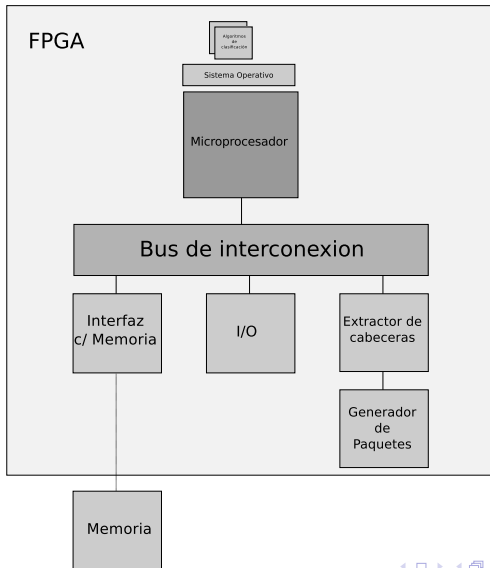 FPGA
Algoritmos
de
clasificación
Sistema Operativo
Microprocesador
Bus de interconexion
Interfaz
c/ Memoria
I/O
Extractor de
cabeceras
Generador
de
Paquetes
Memoria